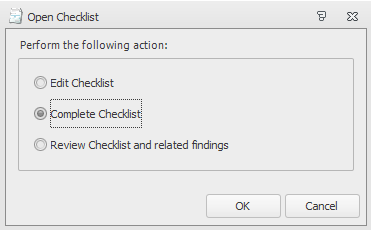 Open Checklist
Perform the following action:
Edit Checklist
Complete Checklist
Review Checklist and related findings
OK Cancel